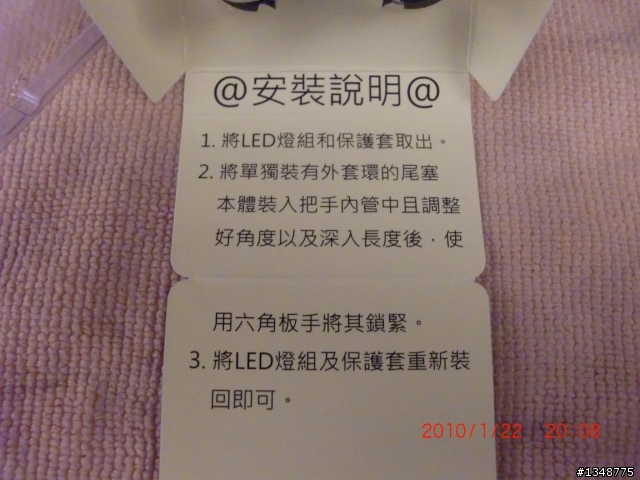 @安裝說明@
1. 將LED燈組和保護套取出。
2. 將單獨裝有外套環的尾塞
本體裝入把手內管中且調整
好角度以及深入長度後，使
用六角板手將其鎖緊。
3. 將LED燈組及保護套重新裝
回即可。
2010/1/22 20:08
#1348775